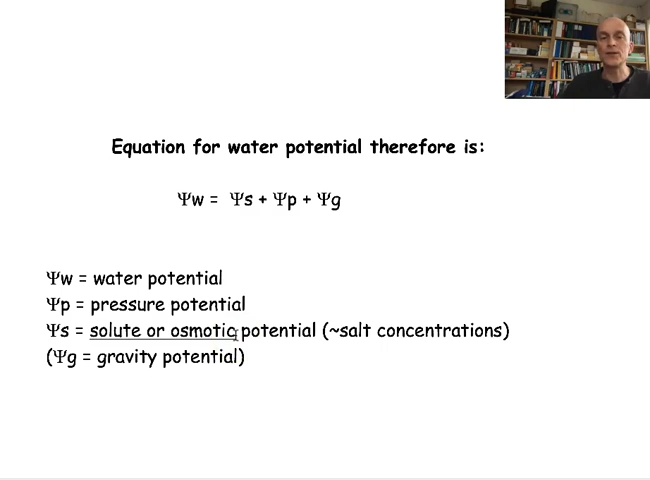 Equation for water potential therefore is:
Ψw = Ψs + Ψp + Ψg
Ψw = water potential
Ψp = pressure potential
Ψs = solute or osmotic potential (~salt concentrations)
(Ψg = gravity potential)